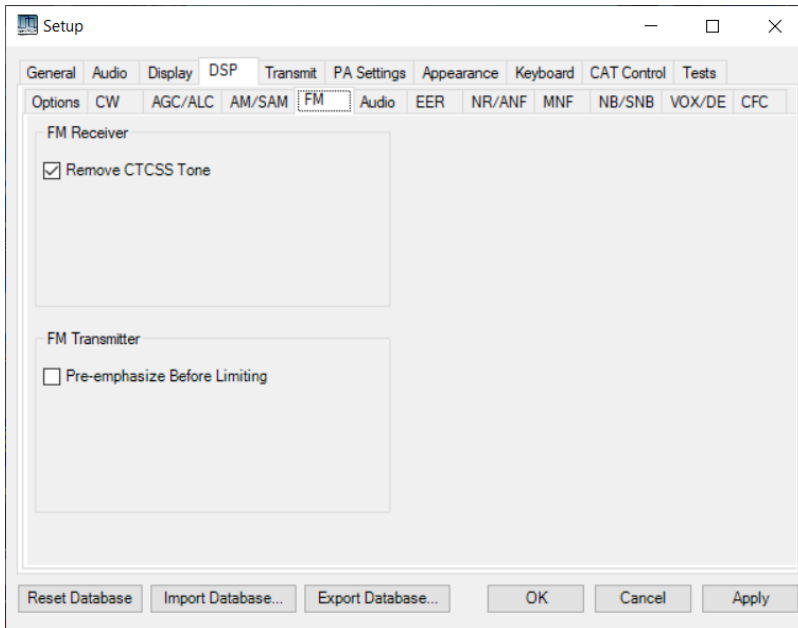 Setup
General Audio Display DSP Transmit PA Settings Appearance Keyboard CAT Control Tests
Options CW AGC/ALC AM/SAM FM Audio EER NR/ANF MNF NB/SNB VOX/DE CFC
FM Receiver
Remove CTCSS Tone
FM Transmitter
Pre-emphasize Before Limiting
Reset Database Import Database... Export Database... OK Cancel Apply